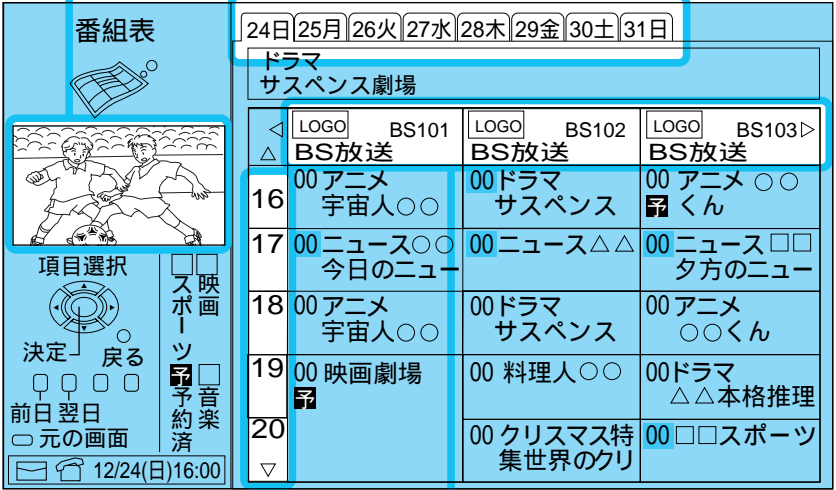 番組表
24日 25月 26火 27水 28木 29金 30土 31日
ドラマ
サスペンス劇場
◁ LOGO BS101 LOGO BS102 LOGO BS103▷
△ BS放送 BS放送 BS放送
16 00 アニメ 00ドラマ 00 アニメ ○○
宇宙人○○ サスペンス 予 くん
17 00 ニュース○○ 00 ニュース△△ 00 ニュース□□
今日のニュー 夕方のニュー
18 00 アニメ 00ドラマ 00 アニメ
宇宙人○○ サスペンス ○○くん
19 00 映画劇場 00 料理人○○ 00ドラマ
予 △△本格推理
20 00 クリスマス特 00 □□スポーツ
▽ 集世界のクリ
項目選択
決定
戻る
前日 翌日
元の画面
□映画
□スポーツ
□音楽
予予約済
12/24(日)16:00